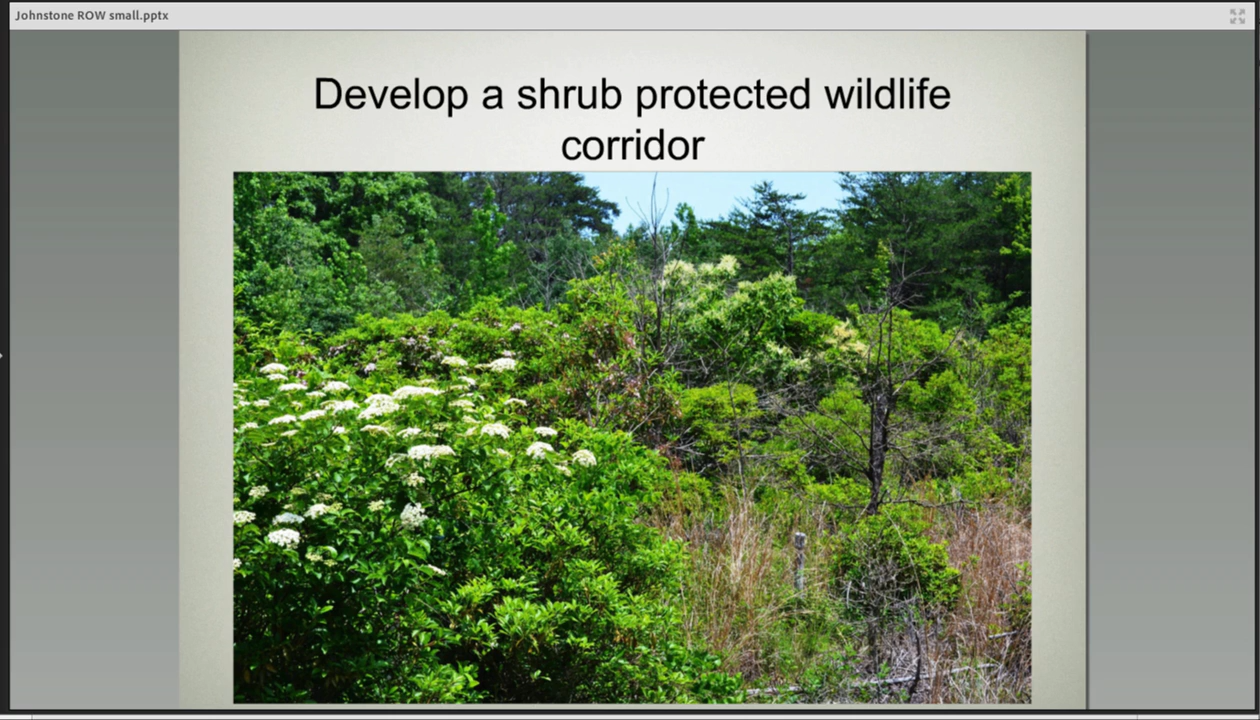 Johnstone ROW small.pptx
Develop a shrub protected wildlife
corridor